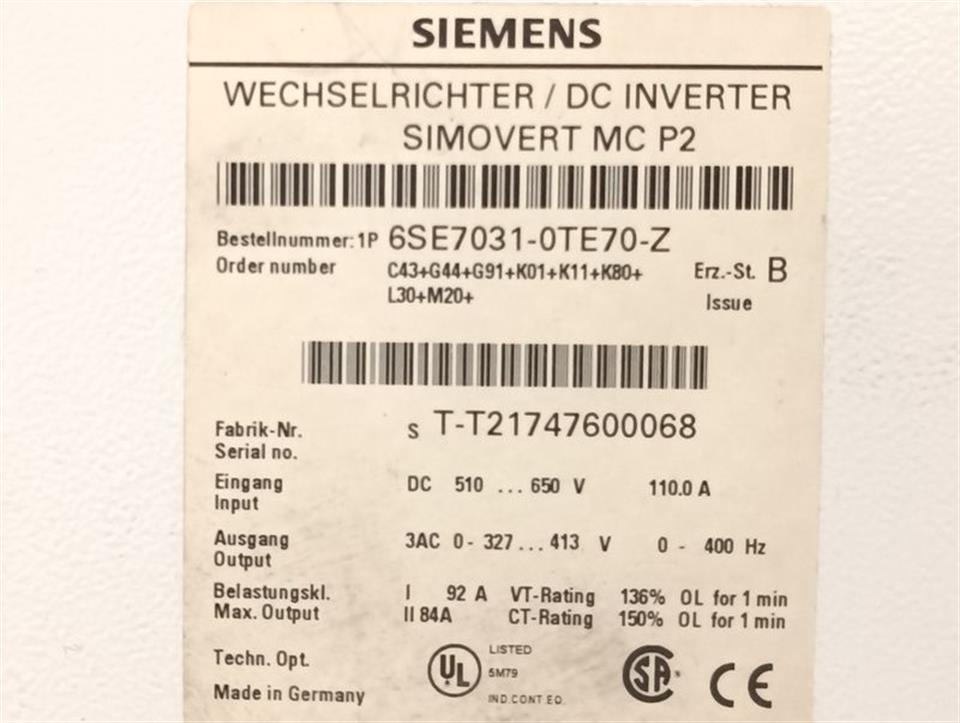 SIEMENS
WECHSELRICHTER / DC INVERTER
SIMOVERT MC P2
Bestellnummer: 1P 6SE7031-0TE70-Z
Order number C43+G44+G91+K01+K11+K80+ Erz.-St. B
L30+M20+ Issue
Fabrik-Nr. S T-T21747600068
Serial no.
Eingang DC 510 ... 650 V 110.0 A
Input
Ausgang 3AC 0 - 327 ... 413 V 0 - 400 Hz
Output
Belastungskl. I 92 A VT-Rating 136% OL for 1 min
Max. Output II 84A CT-Rating 150% OL for 1 min
Techn. Opt.
Made in Germany
UL LISTED
5M79
IND.CONT.EQ.
SA CE